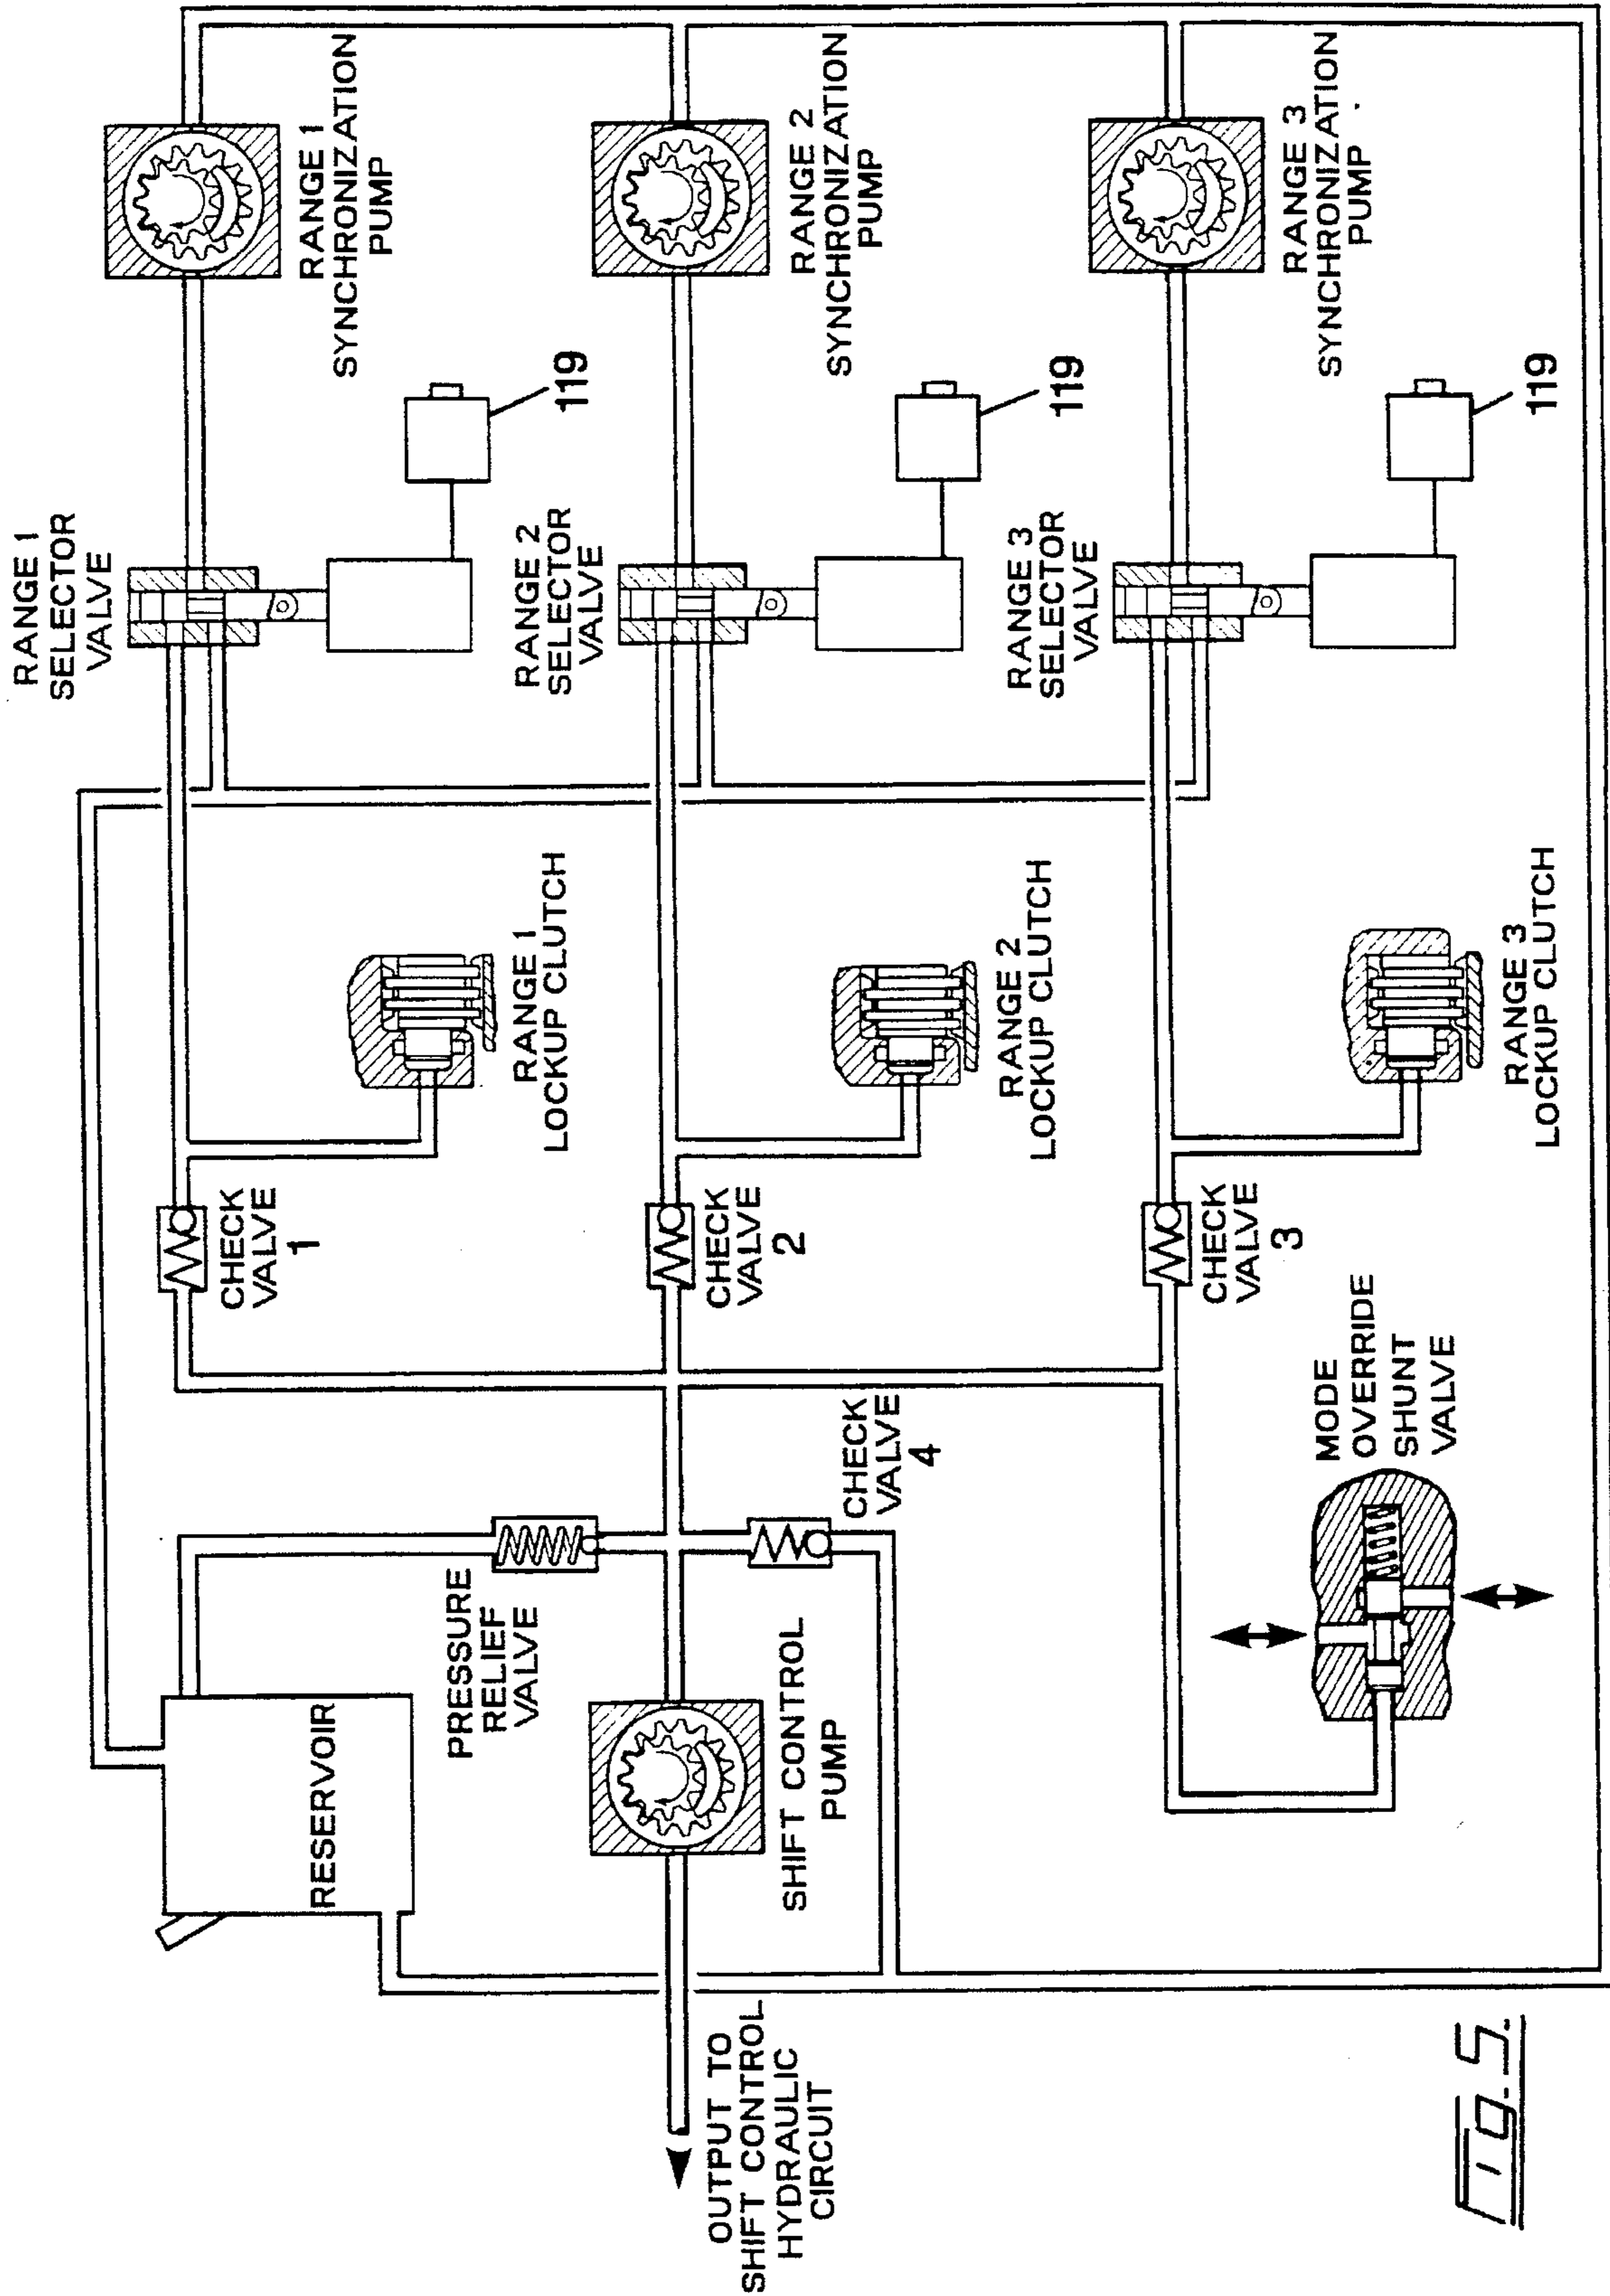 RANGE 1
SELECTOR
VALVE
RANGE 1
SYNCHRONIZATION
PUMP
119
RANGE 2
SELECTOR
VALVE
RANGE 2
SYNCHRONIZATION
PUMP
119
RANGE 3
SELECTOR
VALVE
RANGE 3
SYNCHRONIZATION
PUMP
119
RANGE 1
LOCKUP CLUTCH
RANGE 2
LOCKUP CLUTCH
RANGE 3
LOCKUP CLUTCH
CHECK
VALVE
1
CHECK
VALVE
2
CHECK
VALVE
3
CHECK
VALVE
4
MODE
OVERRIDE
SHUNT
VALVE
PRESSURE
RELIEF
VALVE
RESERVOIR
SHIFT CONTROL
PUMP
OUTPUT TO
SHIFT CONTROL
HYDRAULIC
CIRCUIT
Fig. 5.